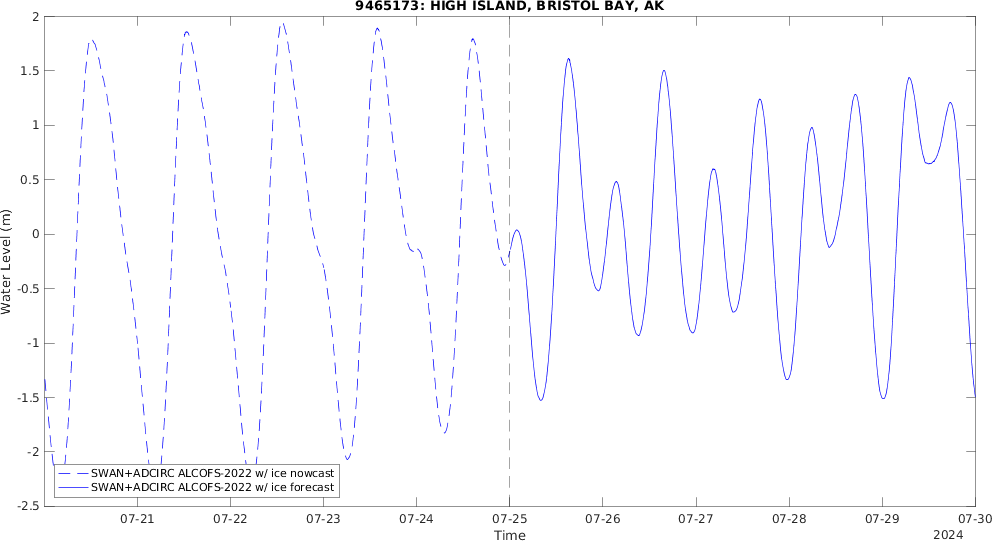 9465173: HIGH ISLAND, BRISTOL BAY, AK
2
1.5
1
0.5
0
-0.5
-1
-1.5
-2
-2.5
Water Level (m)
SWAN+ADCIRC ALCOFS-2022 w/ ice nowcast
SWAN+ADCIRC ALCOFS-2022 w/ ice forecast
07-21 07-22 07-23 07-24 07-25 07-26 07-27 07-28 07-29 07-30
Time
2024